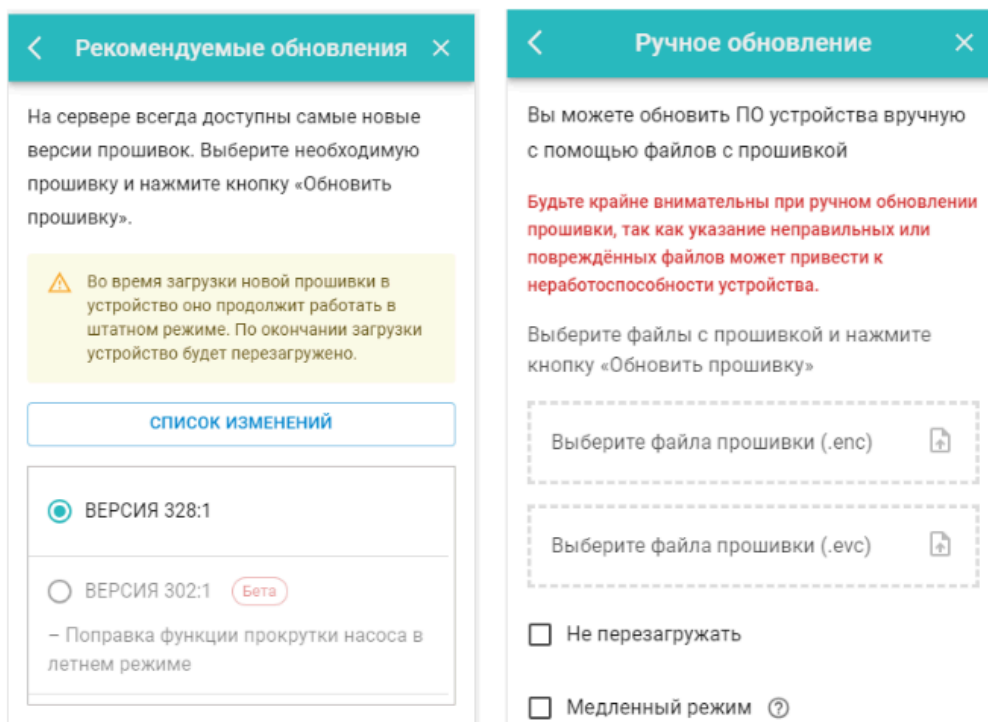 Рекомендуемые обновления
На сервере всегда доступны самые новые
версии прошивок. Выберите необходимую
прошивку и нажмите кнопку «Обновить
прошивку».
Во время загрузки новой прошивки в
устройство оно продолжит работать в
штатном режиме. По окончании загрузки
устройство будет перезагружено.
СПИСОК ИЗМЕНЕНИЙ
ВЕРСИЯ 328:1
ВЕРСИЯ 302:1 Бета
– Поправка функции прокрутки насоса в
летнем режиме
Ручное обновление
Вы можете обновить ПО устройства вручную
с помощью файлов с прошивкой
Будьте крайне внимательны при ручном обновлении
прошивки, так как указание неправильных или
повреждённых файлов может привести к
неработоспособности устройства.
Выберите файлы с прошивкой и нажмите
кнопку «Обновить прошивку»
Выберите файла прошивки (.enc)
Выберите файла прошивки (.evc)
Не перезагружать
Медленный режим ?